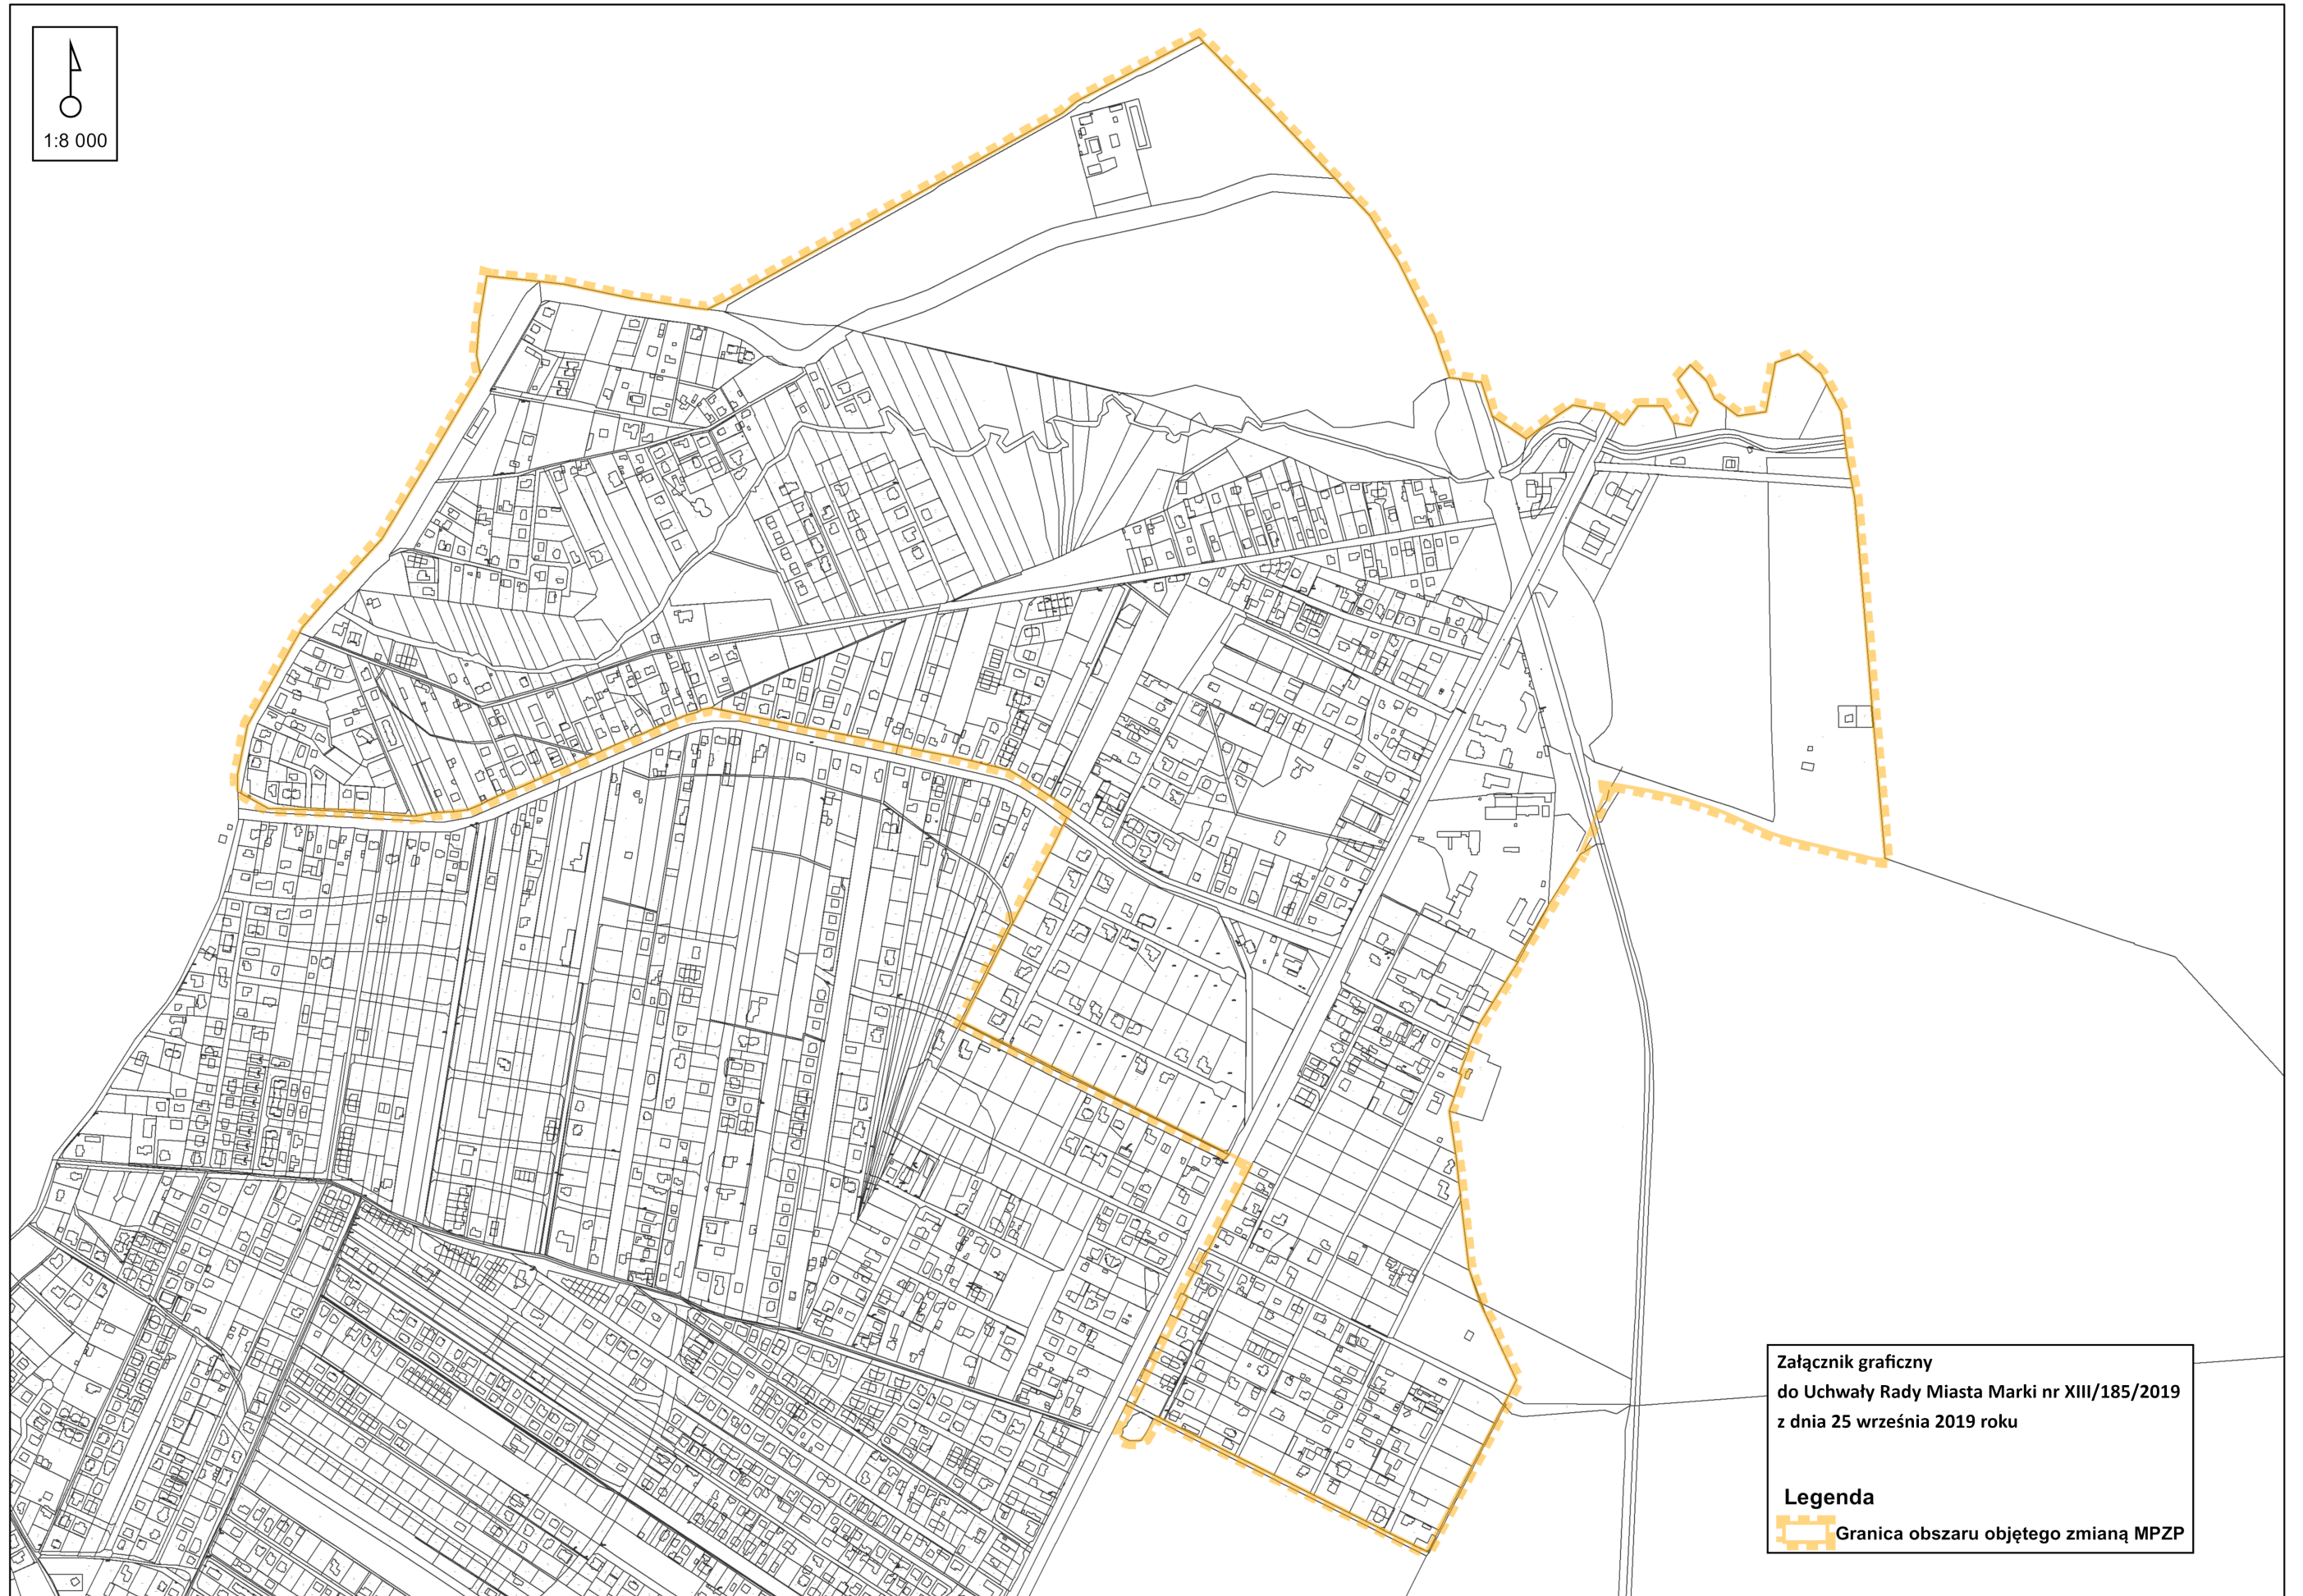 1:8 000
Załącznik graficzny
do Uchwały Rady Miasta Marki nr XIII/185/2019
z dnia 25 września 2019 roku
Legenda
Granica obszaru objętego zmianą MPZP